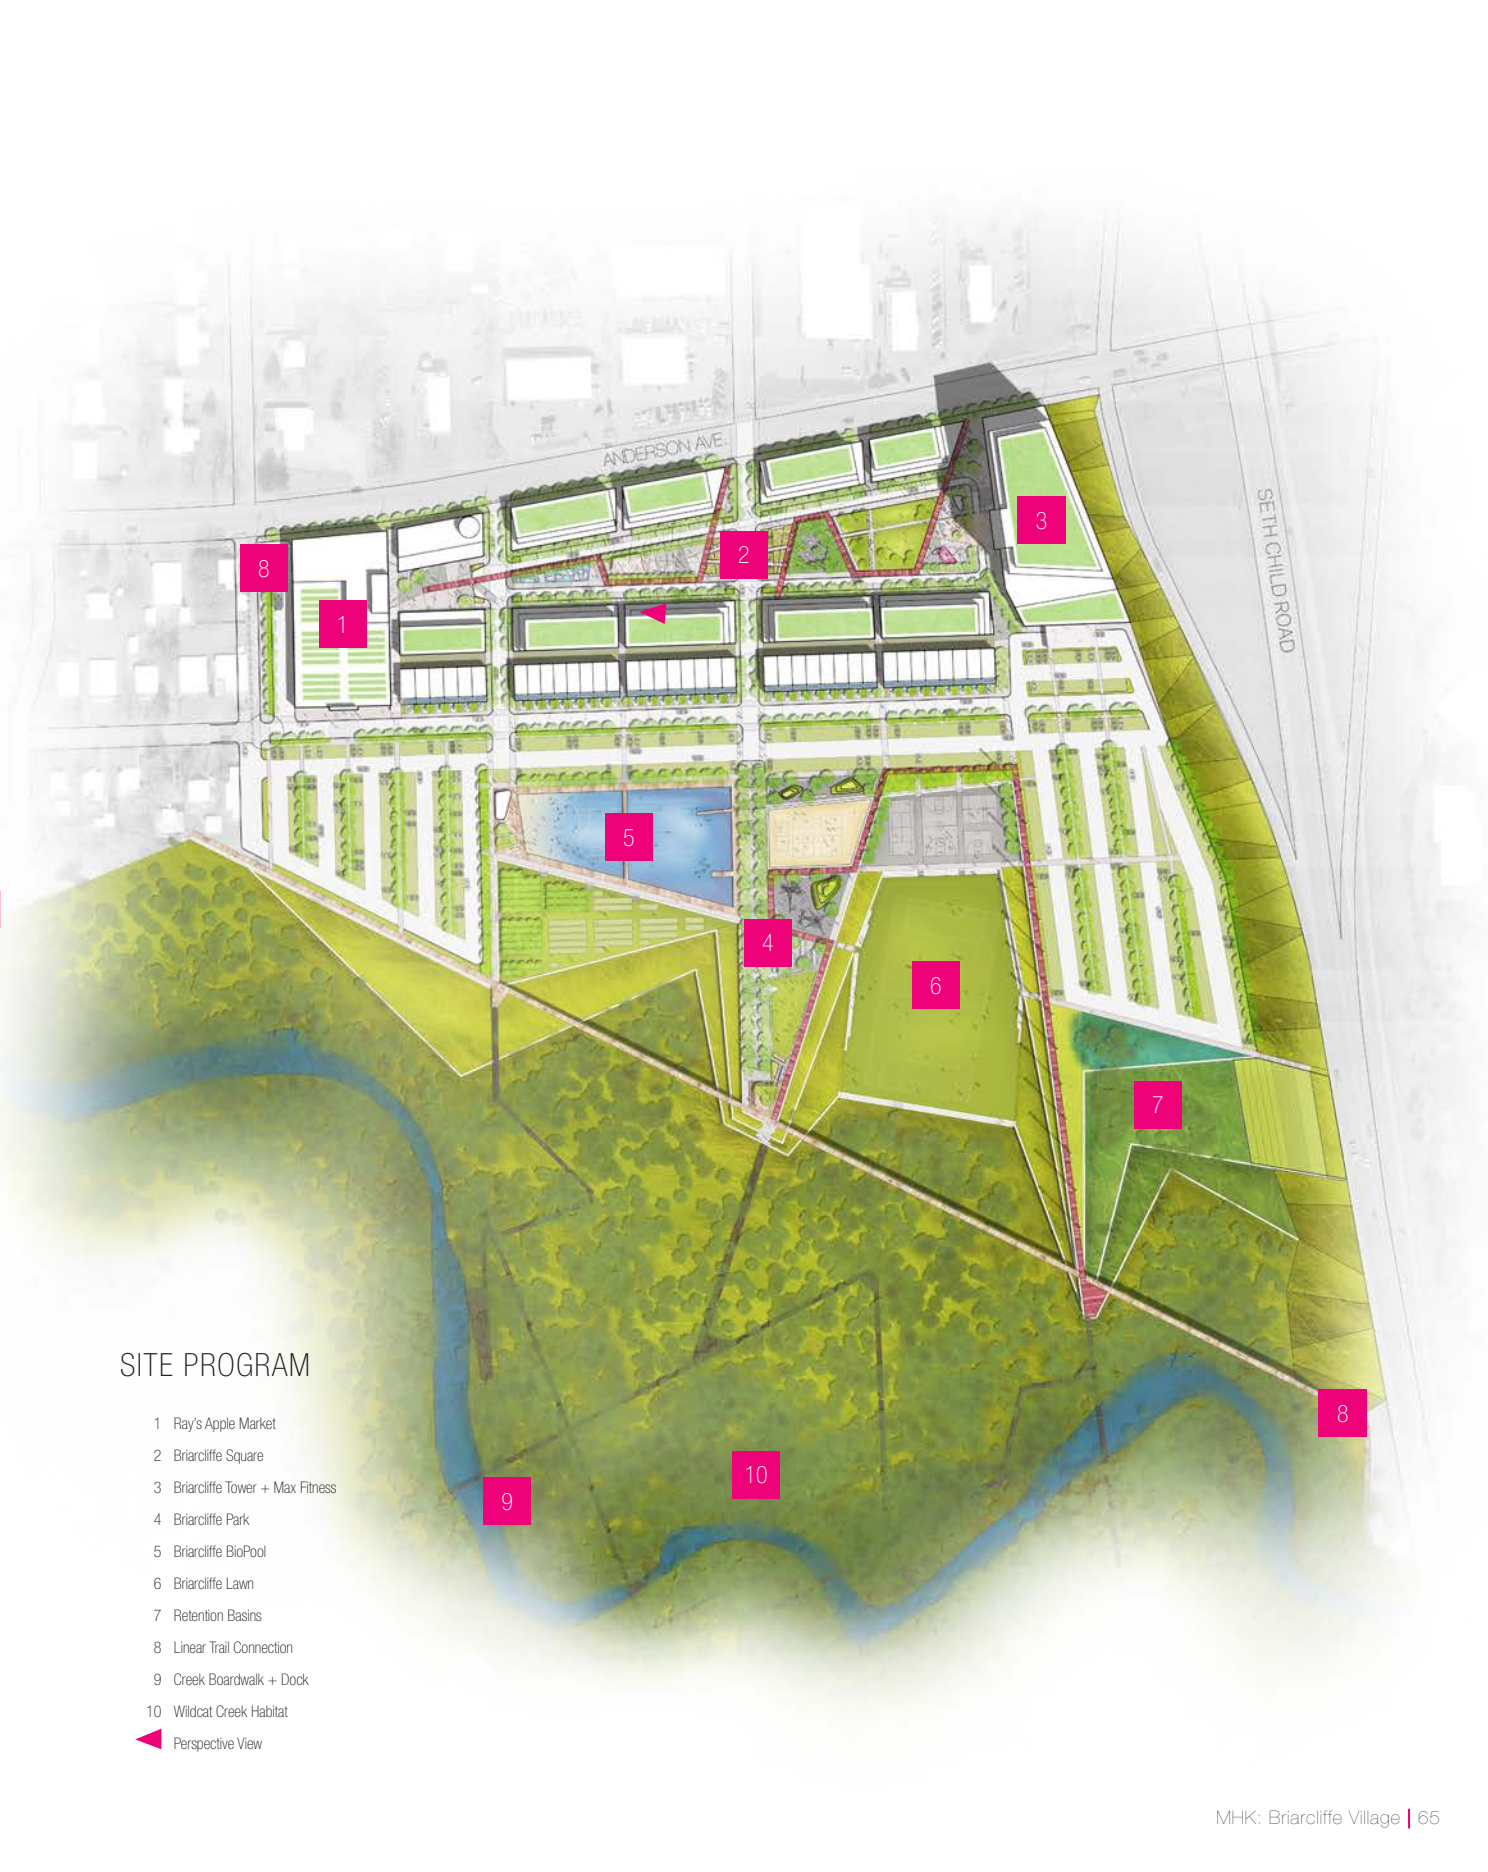 ANDERSON AVE.
SETH CHILD ROAD
3
8
2
1
5
4
6
7
8
10
9
SITE PROGRAM
1 Ray's Apple Market
2 Briarcliffe Square
3 Briarcliffe Tower + Max Fitness
4 Briarcliffe Park
5 Briarcliffe BioPool
6 Briarcliffe Lawn
7 Retention Basins
8 Linear Trail Connection
9 Creek Boardwalk + Dock
10 Wildcat Creek Habitat
Perspective View
MHK: Briarcliffe Village | 65